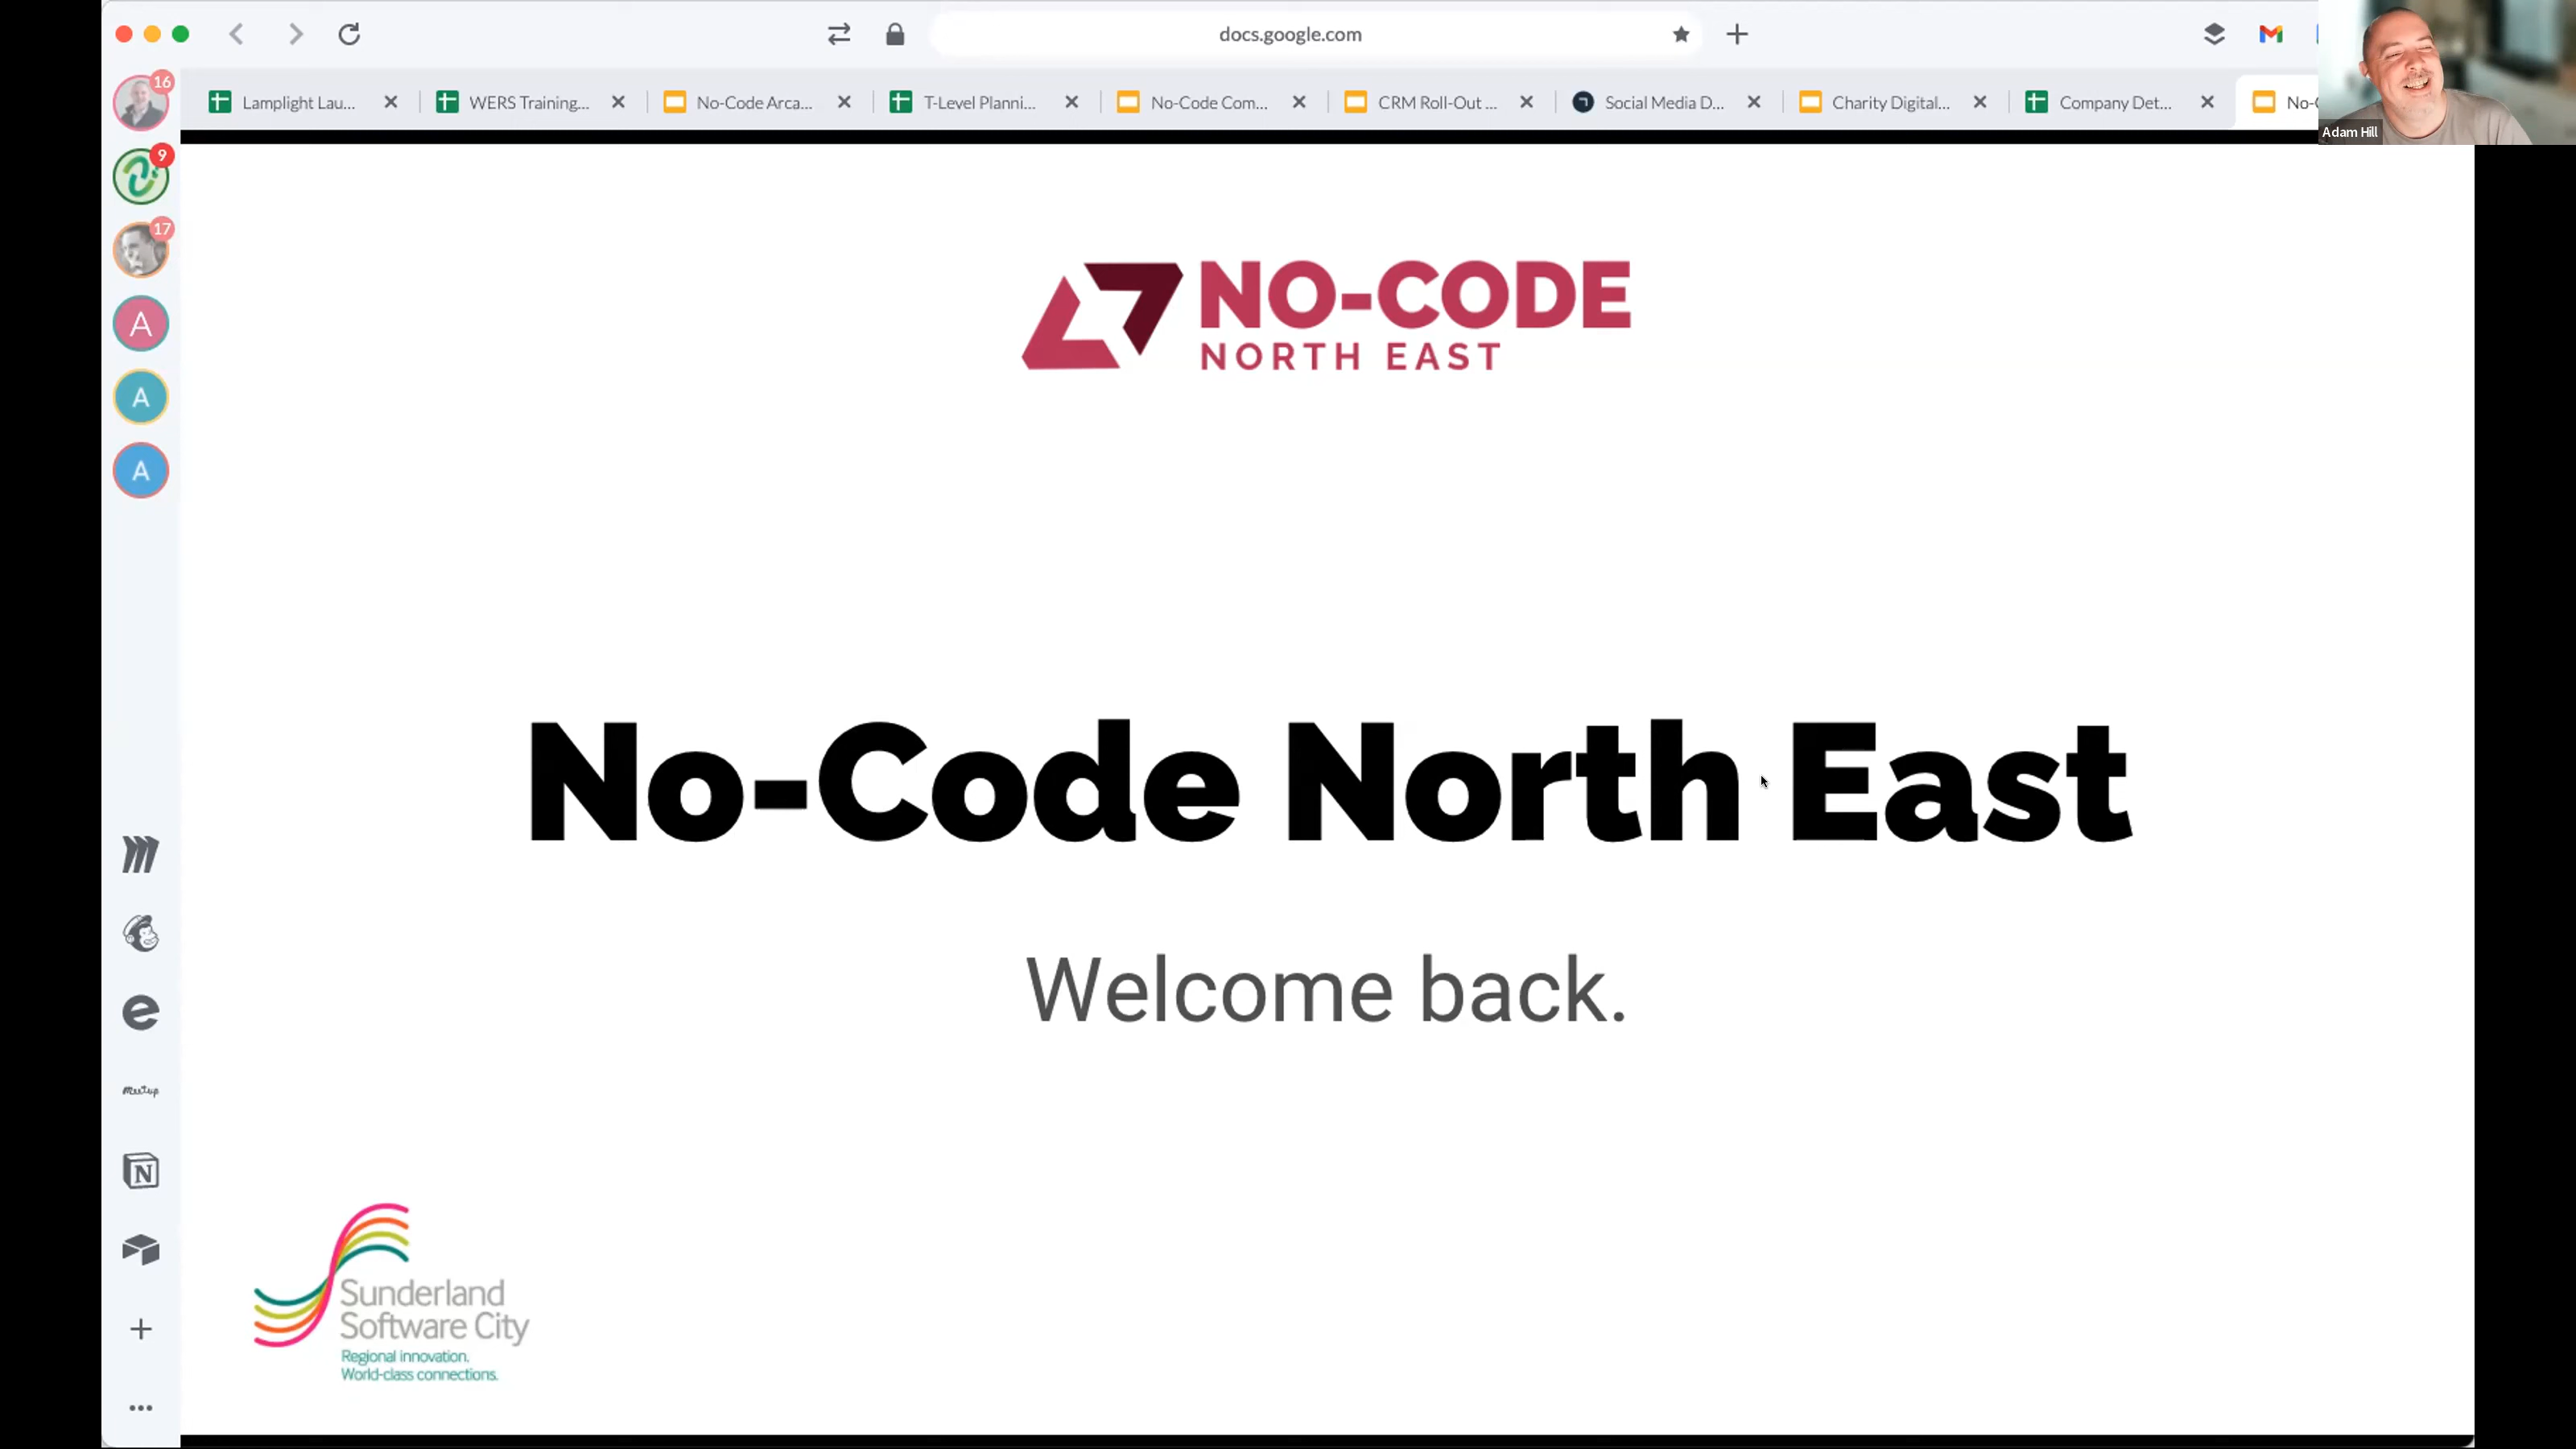 docs.google.com
Adam Hill
16
9
17
A
A
A
Lamplight Lau...
WERS Training...
No-Code Arca...
T-Level Planni...
No-Code Com...
CRM Roll-Out ...
Social Media D...
Charity Digital...
Company Det...
NO-CODE
NORTH EAST
No-Code North East
Welcome back.
meetup
N
Sunderland
Software City
Regional innovation.
World-class connections.